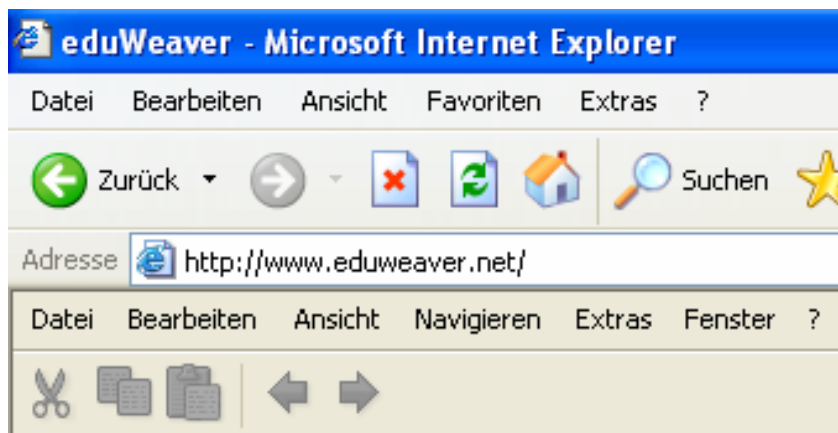 eduWeaver - Microsoft Internet Explorer
Datei Bearbeiten Ansicht Favoriten Extras ?
Zurück Suchen
Adresse http://www.eduweaver.net/
Datei Bearbeiten Ansicht Navigieren Extras Fenster ?